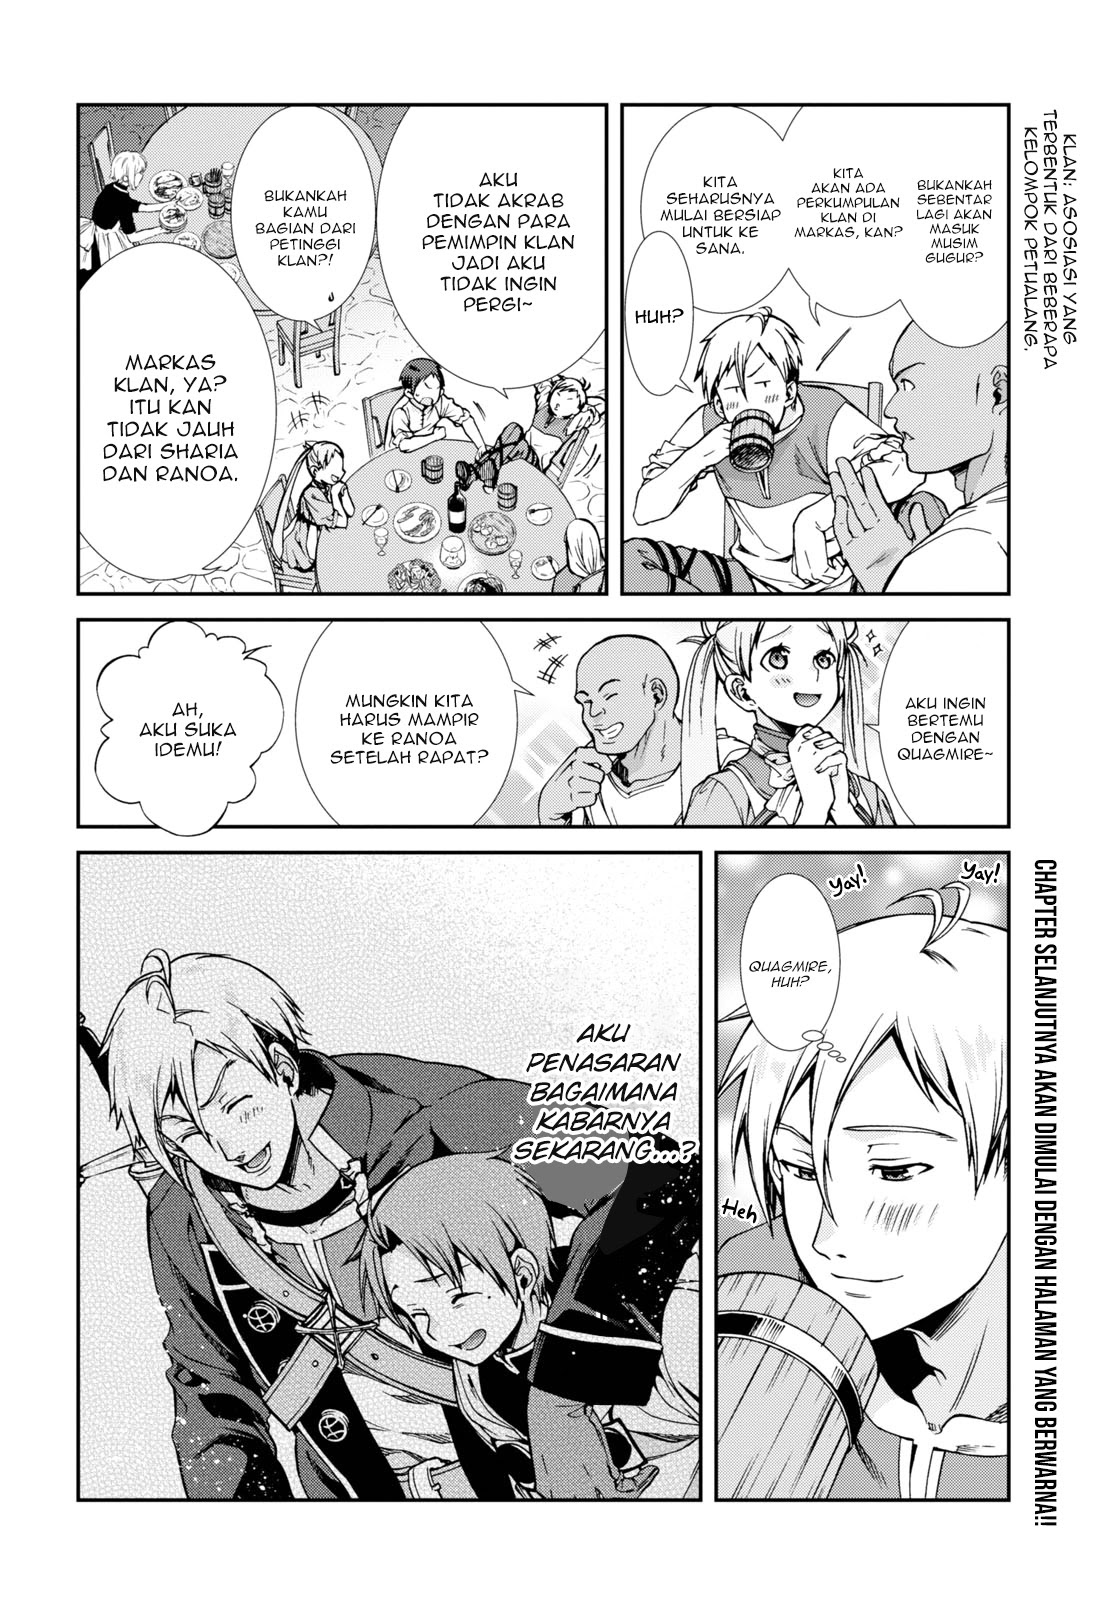 KLAN: ASOSIASI YANG
TERBENTUK DARI BEBERAPA
KELOMPOK PETUALANG.
BUKANKAH
SEBENTAR
LAGI AKAN
MASUK
MUSIM
GUGUR?
KITA
AKAN ADA
PERKUMPULAN
KLAN DI
MARKAS, KAN?
KITA
SEHARUSNYA
MULAI BERSIAP
UNTUK KE
SANA.
HUH?
AKU
TIDAK AKRAB
DENGAN PARA
PEMIMPIN KLAN
JADI AKU
TIDAK INGIN
PERGI~
BUKANKAH
KAMU
BAGIAN DARI
PETINGGI
KLAN?!
MARKAS
KLAN, YA?
ITU KAN
TIDAK JAUH
DARI SHARIA
DAN RANOA.
AKU INGIN
BERTEMU
DENGAN
QUAGMIRE~
MUNGKIN KITA
HARUS MAMPIR
KE RANOA
SETELAH RAPAT?
AH,
AKU SUKA
IDEMU!
YAY!
YAY!
QUAGMIRE,
HUH?
HEH
AKU
PENASARAN
BAGAIMANA
KABARNYA
SEKARANG...?
CHAPTER SELANJUTNYA AKAN DIMULAI DENGAN HALAMAN YANG BERWARNA!!